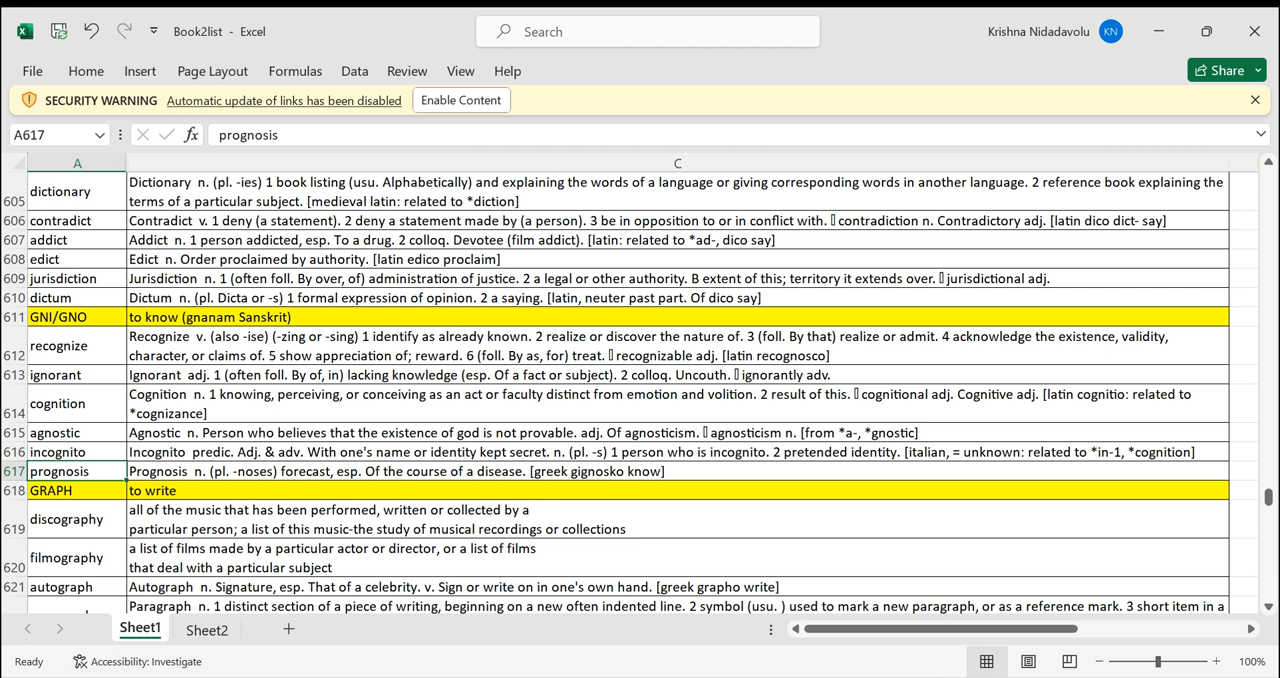 Book2list - Excel
Search
Krishna Nidadavolu KN
File Home Insert Page Layout Formulas Data Review View Help
Share
SECURITY WARNING Automatic update of links has been disabled Enable Content
A617 fx prognosis
A C
605 dictionary Dictionary n. (pl. -ies) 1 book listing (usu. Alphabetically) and explaining the words of a language or giving corresponding words in another language. 2 reference book explaining the
terms of a particular subject. [medieval latin: related to *diction]
606 contradict Contradict v. 1 deny (a statement). 2 deny a statement made by (a person). 3 be in opposition to or in conflict with. contradiction n. Contradictory adj. [latin dico dict- say]
607 addict Addict n. 1 person addicted, esp. To a drug. 2 colloq. Devotee (film addict). [latin: related to *ad-, dico say]
608 edict Edict n. Order proclaimed by authority. [latin edico proclaim]
609 jurisdiction Jurisdiction n. 1 (often foll. By over, of) administration of justice. 2 a legal or other authority. B extent of this; territory it extends over. jurisdictional adj.
610 dictum Dictum n. (pl. Dicta or -s) 1 formal expression of opinion. 2 a saying. [latin, neuter past part. Of dico say]
611 GNI/GNO to know (gnanam Sanskrit)
612 recognize Recognize v. (also -ise) (-zing or -sing) 1 identify as already known. 2 realize or discover the nature of. 3 (foll. By that) realize or admit. 4 acknowledge the existence, validity,
character, or claims of. 5 show appreciation of; reward. 6 (foll. By as, for) treat. recognizable adj. [latin recognosco]
613 ignorant Ignorant adj. 1 (often foll. By of, in) lacking knowledge (esp. Of a fact or subject). 2 colloq. Uncouth. ignorantly adv.
614 cognition Cognition n. 1 knowing, perceiving, or conceiving as an act or faculty distinct from emotion and volition. 2 result of this. cognitional adj. Cognitive adj. [latin cognitio: related to
*cognizance]
615 agnostic Agnostic n. Person who believes that the existence of god is not provable. adj. Of agnosticism. agnosticism n. [from *a-, *gnostic]
616 incognito Incognito predic. Adj. & adv. With one's name or identity kept secret. n. (pl. -s) 1 person who is incognito. 2 pretended identity. [italian, = unknown: related to *in-1, *cognition]
617 prognosis Prognosis n. (pl. -noses) forecast, esp. Of the course of a disease. [greek gignosko know]
618 GRAPH to write
619 discography all of the music that has been performed, written or collected by a
particular person; a list of this music-the study of musical recordings or collections
620 filmography a list of films made by a particular actor or director, or a list of films
that deal with a particular subject
621 autograph Autograph n. Signature, esp. That of a celebrity. v. Sign or write on in one's own hand. [greek grapho write]
Paragraph n. 1 distinct section of a piece of writing, beginning on a new often indented line. 2 symbol (usu. ) used to mark a new paragraph, or as a reference mark. 3 short item in a
Sheet1 Sheet2
Ready Accessibility: Investigate 100%